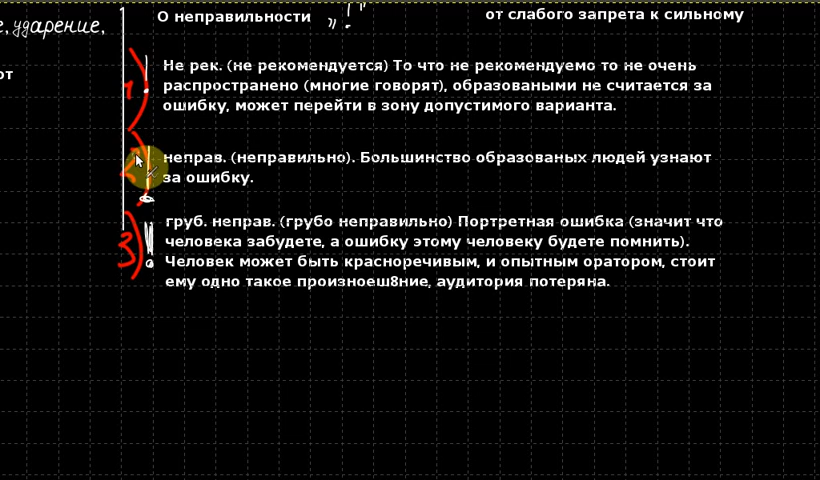 е, ударение,
О неправильности „!"
от слабого запрета к сильному
от
1) ! Не рек. (не рекомендуется) То что не рекомендуемо то не очень
распространено (многие говорят), образоваными не считается за
ошибку, может перейти в зону допустимого варианта.
2) ! неправ. (неправильно). Большинство образованых людей узнают
за ошибку.
3) ! груб. неправ. (грубо неправильно) Портретная ошибка (значит что
человека забудете, а ошибку этому человеку будете помнить).
Человек может быть красноречивым, и опытным оратором, стоит
ему одно такое произноеш8ние, аудитория потеряна.